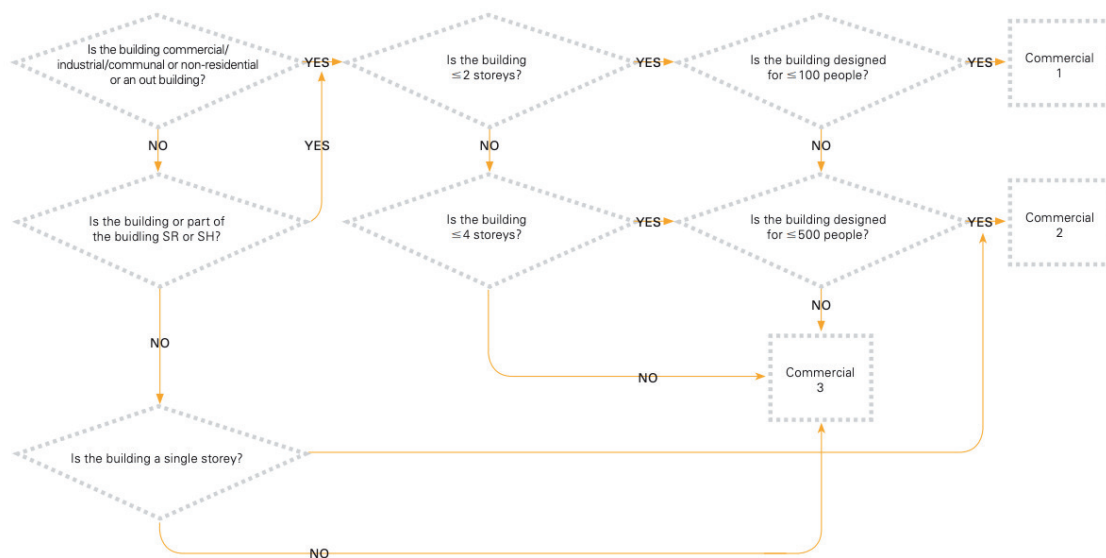 Is the building commercial/
industrial/communal or non-residential
or an out building?
YES
Is the building
≤2 storeys?
YES
Is the building designed
for ≤100 people?
YES
Commercial
1
NO
YES
NO
NO
Is the building or part of
the buidling SR or SH?
Is the building
≤4 storeys?
YES
Is the building designed
for ≤500 people?
YES
Commercial
2
NO
NO
NO
Commercial
3
Is the building a single storey?
NO